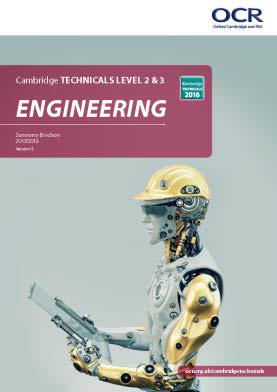 OCR
Oxford Cambridge and RSA
Cambridge TECHNICALS LEVEL 2 & 3
Cambridge
TECHNICALS
2016
ENGINEERING
Summary Brochure
2017/2018
Version 3
ocr.org.uk/cambridgetechnicals